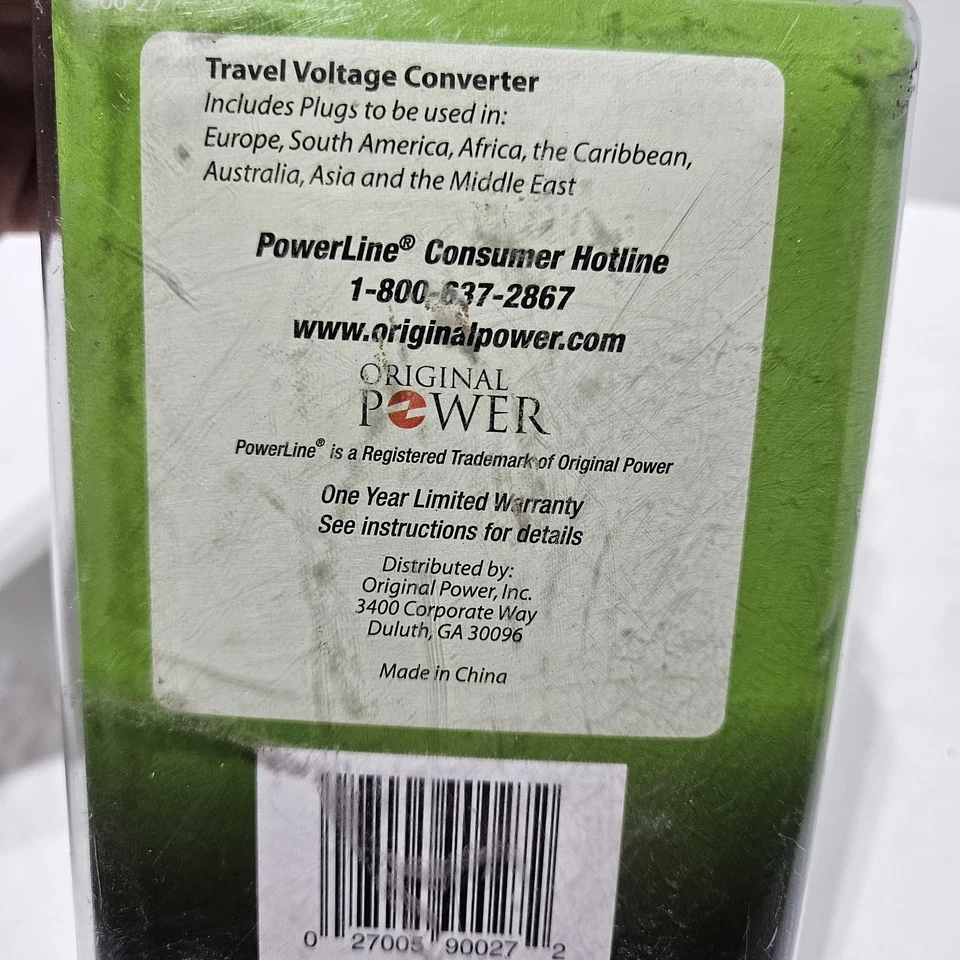 Travel Voltage Converter
Includes Plugs to be used in:
Europe, South America, Africa, the Caribbean,
Australia, Asia and the Middle East
PowerLine® Consumer Hotline
1-800-637-2867
www.originalpower.com
ORIGINAL
POWER
PowerLine® is a Registered Trademark of Original Power
One Year Limited Warranty
See instructions for details
Distributed by:
Original Power, Inc.
3400 Corporate Way
Duluth, GA 30096
Made in China
0 27005 90027 2